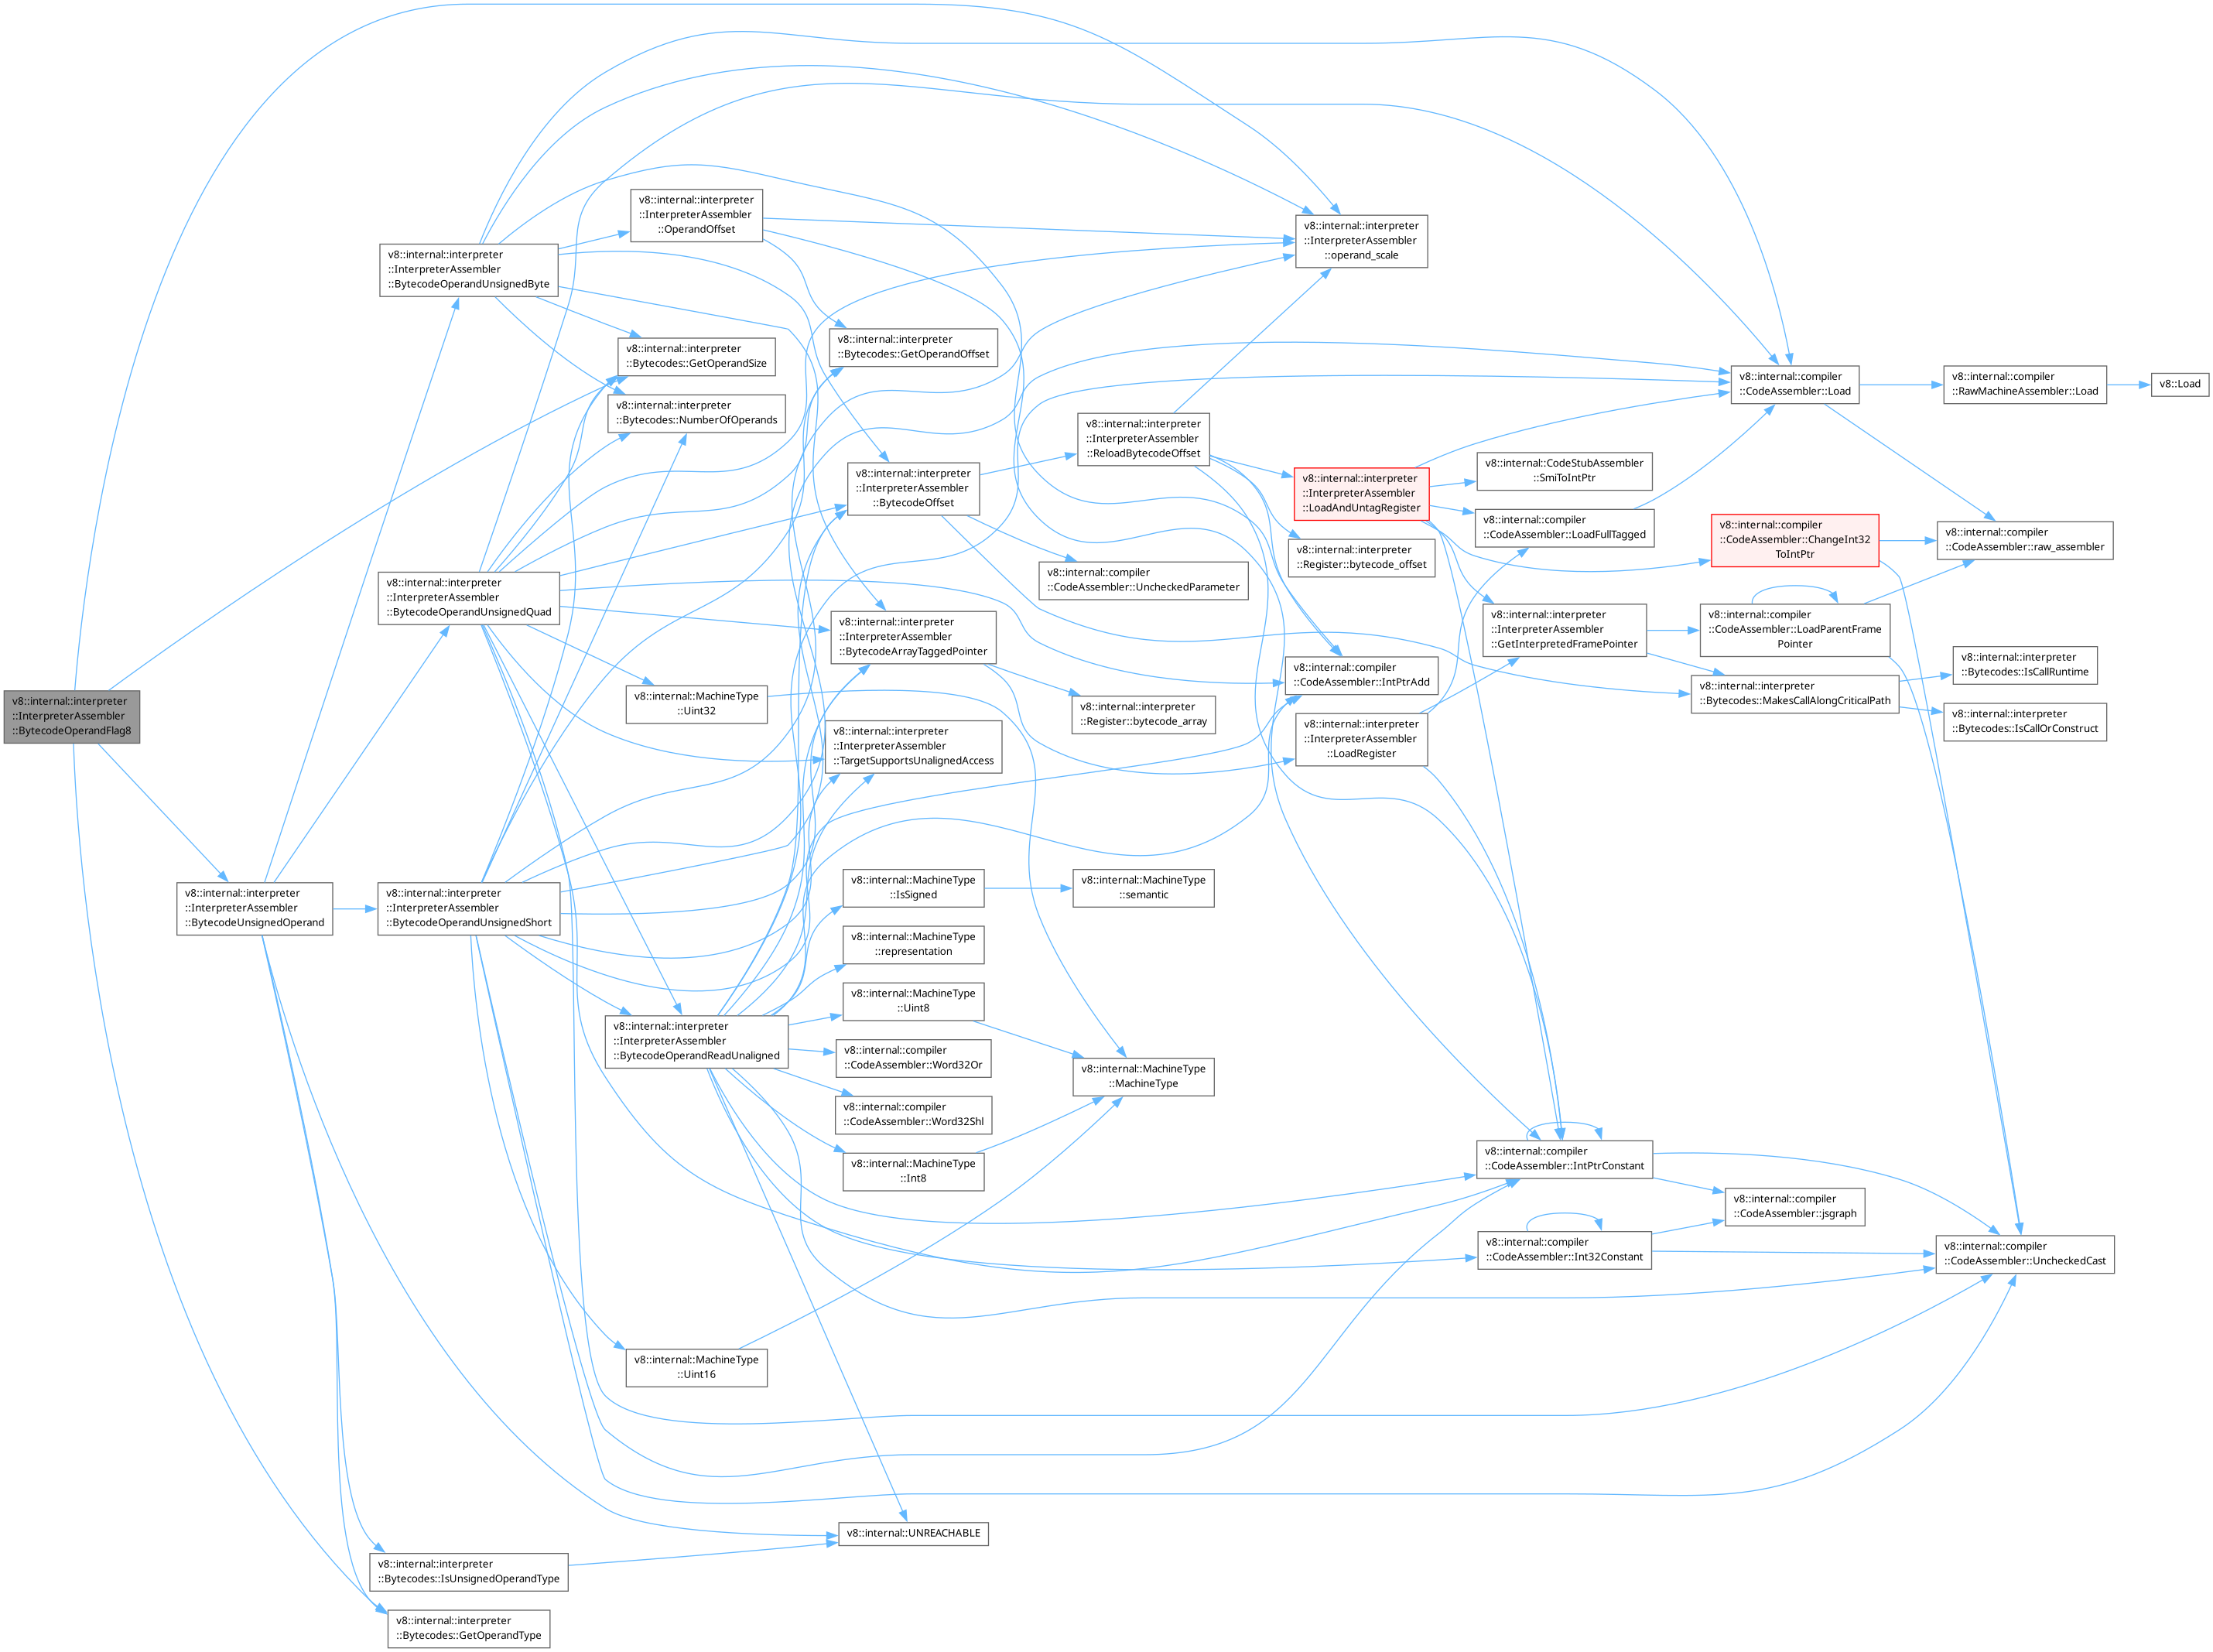 v8::internal::interpreter
::InterpreterAssembler
::BytecodeOperandFlag8
v8::internal::interpreter
::InterpreterAssembler
::BytecodeUnsignedOperand
v8::internal::interpreter
::InterpreterAssembler
::BytecodeOperandUnsignedByte
v8::internal::interpreter
::InterpreterAssembler
::BytecodeOperandUnsignedQuad
v8::internal::interpreter
::InterpreterAssembler
::BytecodeOperandUnsignedShort
v8::internal::interpreter
::Bytecodes::IsUnsignedOperandType
v8::internal::interpreter
::Bytecodes::GetOperandType
v8::internal::interpreter
::InterpreterAssembler
::OperandOffset
v8::internal::interpreter
::Bytecodes::GetOperandSize
v8::internal::interpreter
::Bytecodes::NumberOfOperands
v8::internal::MachineType
::Uint32
v8::internal::interpreter
::InterpreterAssembler
::BytecodeOperandReadUnaligned
v8::internal::MachineType
::Uint16
v8::internal::interpreter
::Bytecodes::GetOperandOffset
v8::internal::interpreter
::InterpreterAssembler
::BytecodeOffset
v8::internal::interpreter
::InterpreterAssembler
::BytecodeArrayTaggedPointer
v8::internal::interpreter
::InterpreterAssembler
::TargetSupportsUnalignedAccess
v8::internal::MachineType
::IsSigned
v8::internal::MachineType
::representation
v8::internal::MachineType
::Uint8
v8::internal::compiler
::CodeAssembler::Word32Or
v8::internal::compiler
::CodeAssembler::Word32Shl
v8::internal::MachineType
::Int8
v8::internal::UNREACHABLE
v8::internal::interpreter
::InterpreterAssembler
::ReloadBytecodeOffset
v8::internal::compiler
::CodeAssembler::UncheckedParameter
v8::internal::interpreter
::Register::bytecode_array
v8::internal::MachineType
::semantic
v8::internal::MachineType
::MachineType
v8::internal::interpreter
::InterpreterAssembler
::operand_scale
v8::internal::interpreter
::InterpreterAssembler
::LoadAndUntagRegister
v8::internal::interpreter
::Register::bytecode_offset
v8::internal::compiler
::CodeAssembler::IntPtrAdd
v8::internal::interpreter
::InterpreterAssembler
::LoadRegister
v8::internal::CodeStubAssembler
::SmiToIntPtr
v8::internal::compiler
::CodeAssembler::LoadFullTagged
v8::internal::interpreter
::InterpreterAssembler
::GetInterpretedFramePointer
v8::internal::compiler
::CodeAssembler::IntPtrConstant
v8::internal::compiler
::CodeAssembler::Int32Constant
v8::internal::compiler
::CodeAssembler::Load
v8::internal::compiler
::CodeAssembler::ChangeInt32
ToIntPtr
v8::internal::compiler
::CodeAssembler::LoadParentFrame
Pointer
v8::internal::interpreter
::Bytecodes::MakesCallAlongCriticalPath
v8::internal::compiler
::CodeAssembler::jsgraph
v8::internal::compiler
::RawMachineAssembler::Load
v8::internal::compiler
::CodeAssembler::raw_assembler
v8::internal::interpreter
::Bytecodes::IsCallRuntime
v8::internal::interpreter
::Bytecodes::IsCallOrConstruct
v8::internal::compiler
::CodeAssembler::UncheckedCast
v8::Load